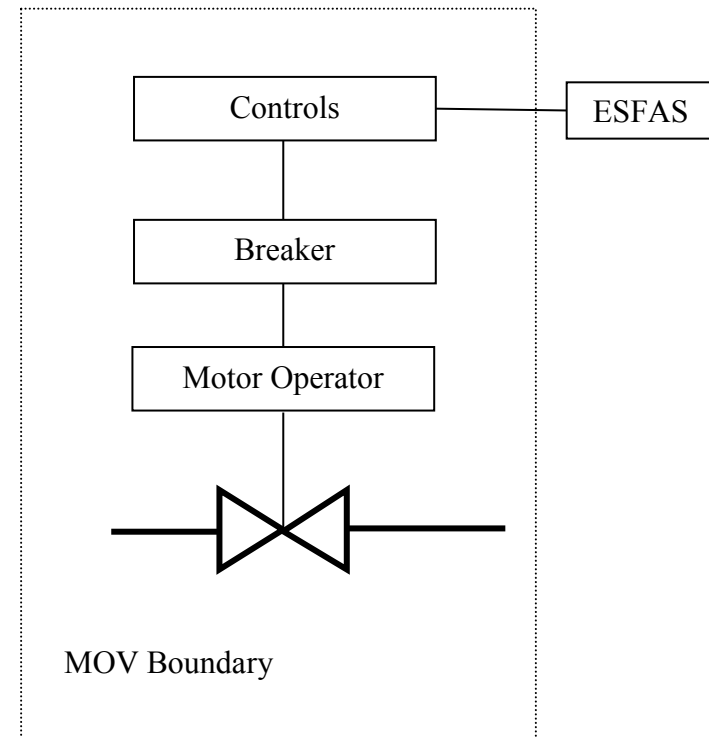 Controls
ESFAS
Breaker
Motor Operator
MOV Boundary